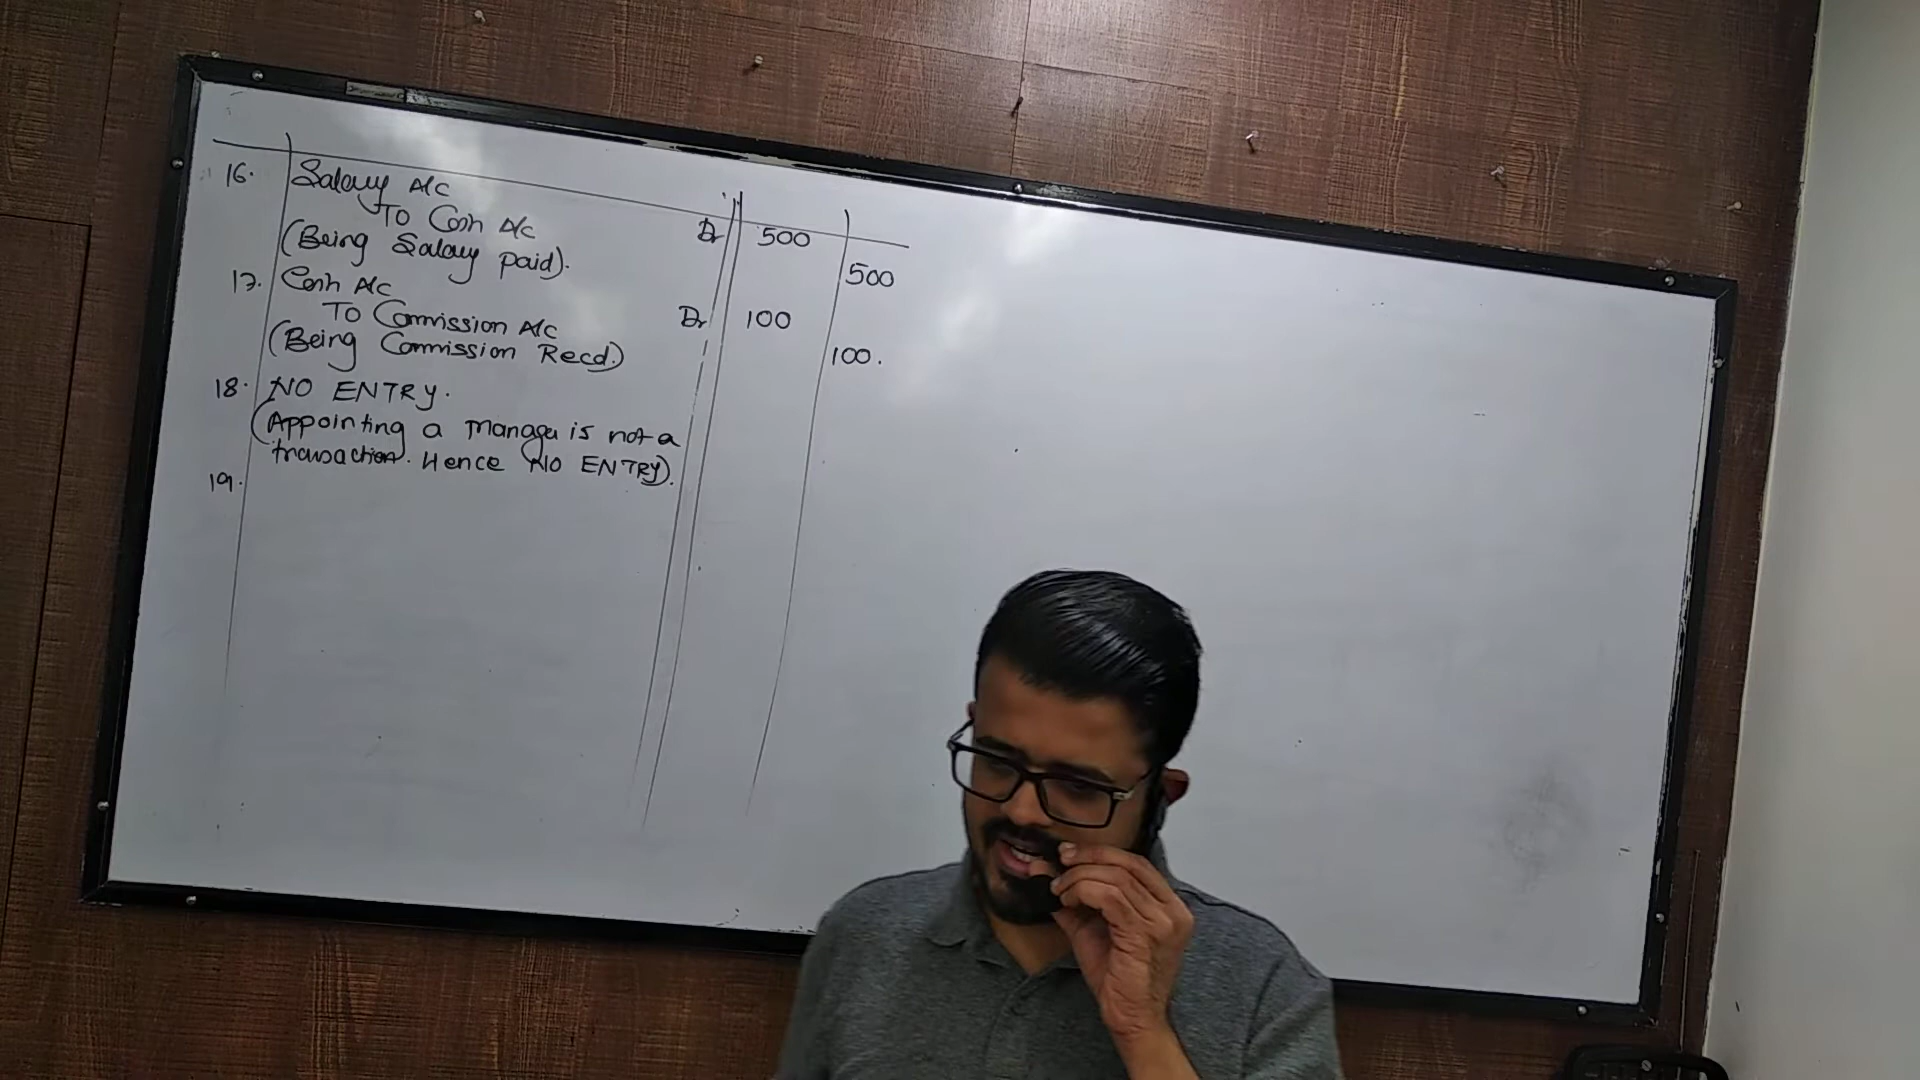 16. Salary A/c Dr 500
To Cash A/c 500
(Being Salary paid).
17. Cash A/c Dr 100
To Commission A/c 100.
(Being Commission Recd.)
18. NO ENTRY.
(Appointing a manager is not a
transaction. Hence NO ENTRY).
19.